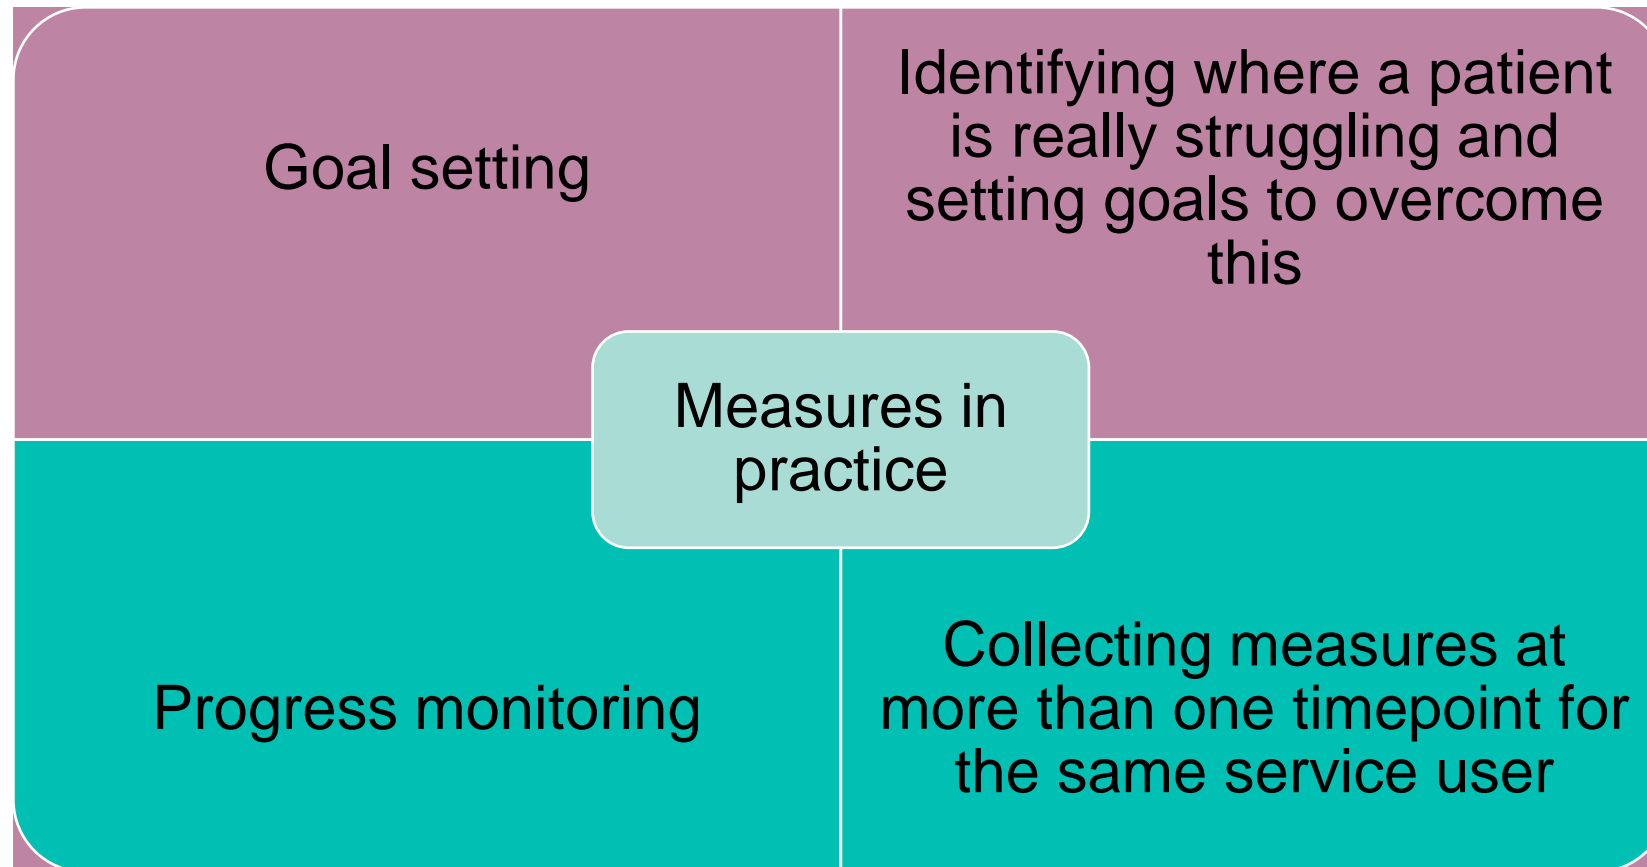 Goal setting
Identifying where a patient
is really struggling and
setting goals to overcome
this
Measures in
practice
Progress monitoring
Collecting measures at
more than one timepoint for
the same service user